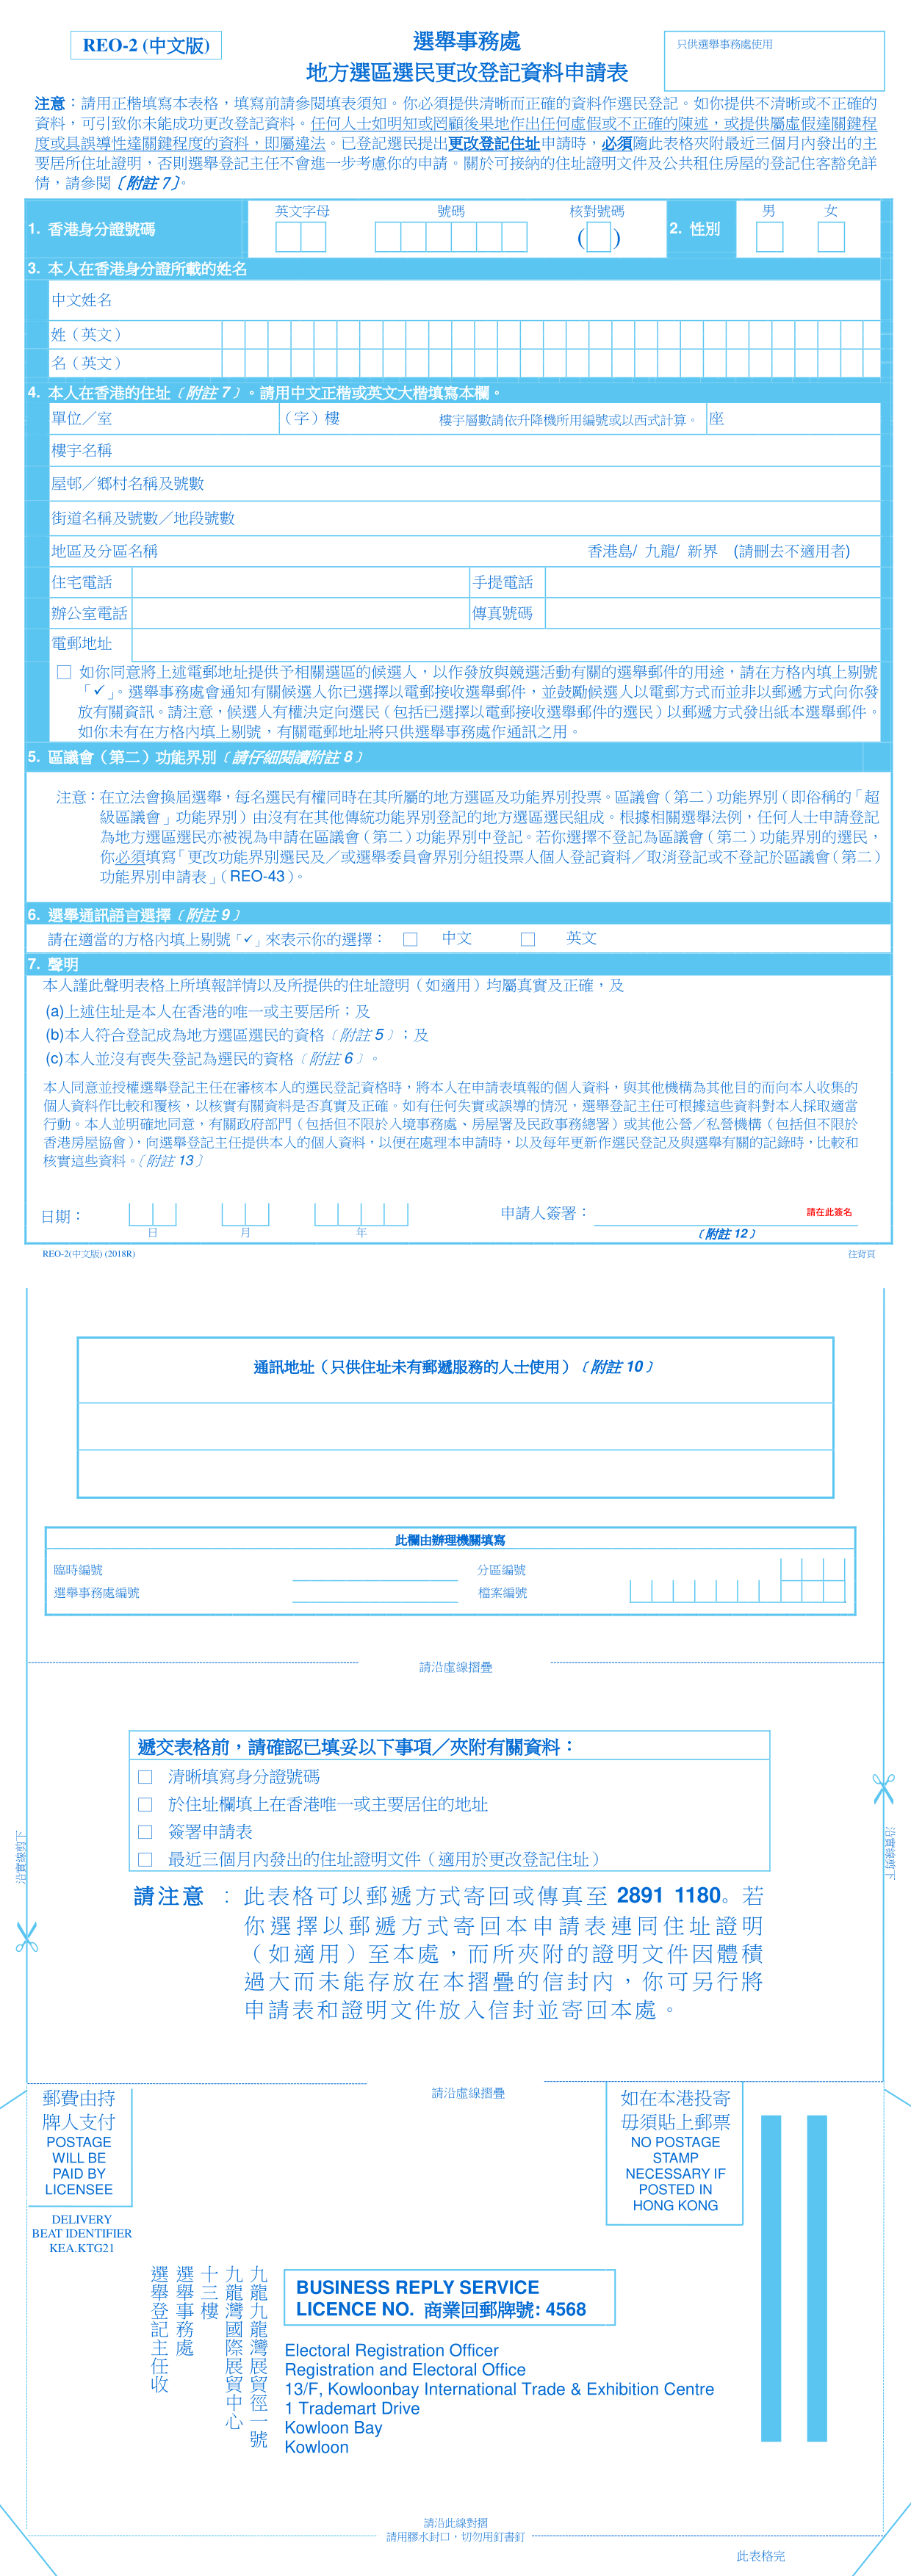 REO-2 (中文版)
選舉事務處
只供選舉事務處使用
地方選區選民更改登記資料申請表
注意：請用正楷填寫本表格，填寫前請參閱填表須知。你必須提供清晰而正確的資料作選民登記。如你提供不清晰或不正確的
資料，可引致你未能成功更改登記資料。任何人士如明知或罔顧後果地作出任何虛假或不正確的陳述，或提供屬虛假達關鍵程
度或具誤導性達關鍵程度的資料，即屬違法。已登記選民提出更改登記住址申請時，必須隨此表格夾附最近三個月內發出的主
要居所住址證明，否則選舉登記主任不會進一步考慮你的申請。關於可接納的住址證明文件及公共租住房屋的登記住客豁免詳
情，請參閱〔附註 7〕。
1. 香港身分證號碼
英文字母 號碼 核對號碼
( )
2. 性別
男 女
3. 本人在香港身分證所載的姓名
中文姓名
姓（英文）
名（英文）
4. 本人在香港的住址〔附註 7〕。請用中文正楷或英文大楷填寫本欄。
單位／室 （字）樓 樓宇層數請依升降機所用編號或以西式計算。 座
樓宇名稱
屋邨／鄉村名稱及號數
街道名稱及號數／地段號數
地區及分區名稱 香港島/ 九龍/ 新界 (請刪去不適用者)
住宅電話 手提電話
辦公室電話 傳真號碼
電郵地址
□ 如你同意將上述電郵地址提供予相關選區的候選人，以作發放與競選活動有關的選舉郵件的用途，請在方格內填上剔號
「✓」。選舉事務處會通知有關候選人你已選擇以電郵接收選舉郵件，並鼓勵候選人以電郵方式而並非以郵遞方式向你發
放有關資訊。請注意，候選人有權決定向選民（包括已選擇以電郵接收選舉郵件的選民）以郵遞方式發出紙本選舉郵件。
如你未有在方格內填上剔號，有關電郵地址將只供選舉事務處作通訊之用。
5. 區議會（第二）功能界別〔請仔細閱讀附註 8〕
注意：在立法會換屆選舉，每名選民有權同時在其所屬的地方選區及功能界別投票。區議會（第二）功能界別（即俗稱的「超
級區議會」功能界別）由沒有在其他傳統功能界別登記的地方選區選民組成。根據相關選舉法例，任何人士申請登記
為地方選區選民亦被視為申請在區議會（第二）功能界別中登記。若你選擇不登記為區議會（第二）功能界別的選民，
你必須填寫「更改功能界別選民及／或選舉委員會界別分組投票人個人登記資料／取消登記或不登記於區議會（第二）
功能界別申請表」（REO-43）。
6. 選舉通訊語言選擇〔附註 9〕
請在適當的方格內填上剔號「✓」來表示你的選擇： □ 中文 □ 英文
7. 聲明
本人謹此聲明表格上所填報詳情以及所提供的住址證明（如適用）均屬真實及正確，及
(a)上述住址是本人在香港的唯一或主要居所；及
(b)本人符合登記成為地方選區選民的資格〔附註 5〕；及
(c)本人並沒有喪失登記為選民的資格〔附註 6〕。
本人同意並授權選舉登記主任在審核本人的選民登記資格時，將本人在申請表填報的個人資料，與其他機構為其他目的而向本人收集的
個人資料作比較和覆核，以核實有關資料是否真實及正確。如有任何失實或誤導的情況，選舉登記主任可根據這些資料對本人採取適當
行動。本人並明確地同意，有關政府部門（包括但不限於入境事務處、房屋署及民政事務總署）或其他公營／私營機構（包括但不限於
香港房屋協會），向選舉登記主任提供本人的個人資料，以便在處理本申請時，以及每年更新作選民登記及與選舉有關的記錄時，比較和
核實這些資料。〔附註 13〕
日期： 申請人簽署： 請在此簽名
日 月 年 〔附註 12〕
REO-2(中文版) (2018R) 往背頁
通訊地址（只供住址未有郵遞服務的人士使用）〔附註 10〕
此欄由辦理機關填寫
臨時編號 分區編號
選舉事務處編號 檔案編號
請沿虛線摺疊
遞交表格前，請確認已填妥以下事項／夾附有關資料：
□ 清晰填寫身分證號碼
□ 於住址欄填上在香港唯一或主要居住的地址
□ 簽署申請表
□ 最近三個月內發出的住址證明文件（適用於更改登記住址）
沿實線剪下
沿實線剪下
請注意 ：此表格可以郵遞方式寄回或傳真至 2891 1180。若
你選擇以郵遞方式寄回本申請表連同住址證明
（如適用）至本處，而所夾附的證明文件因體積
過大而未能存放在本摺疊的信封內，你可另行將
申請表和證明文件放入信封並寄回本處。
請沿虛線摺疊
郵費由持
牌人支付
POSTAGE
WILL BE
PAID BY
LICENSEE
如在本港投寄
毋須貼上郵票
NO POSTAGE
STAMP
NECESSARY IF
POSTED IN
HONG KONG
DELIVERY
BEAT IDENTIFIER
KEA.KTG21
九龍九龍灣展貿徑一號
九龍灣國際展貿中心
十三樓
選舉事務處
選舉登記主任收
BUSINESS REPLY SERVICE
LICENCE NO. 商業回郵牌號: 4568
Electoral Registration Officer
Registration and Electoral Office
13/F, Kowloonbay International Trade & Exhibition Centre
1 Trademart Drive
Kowloon Bay
Kowloon
請沿此線對摺
請用膠水封口，切勿用釘書釘
此表格完